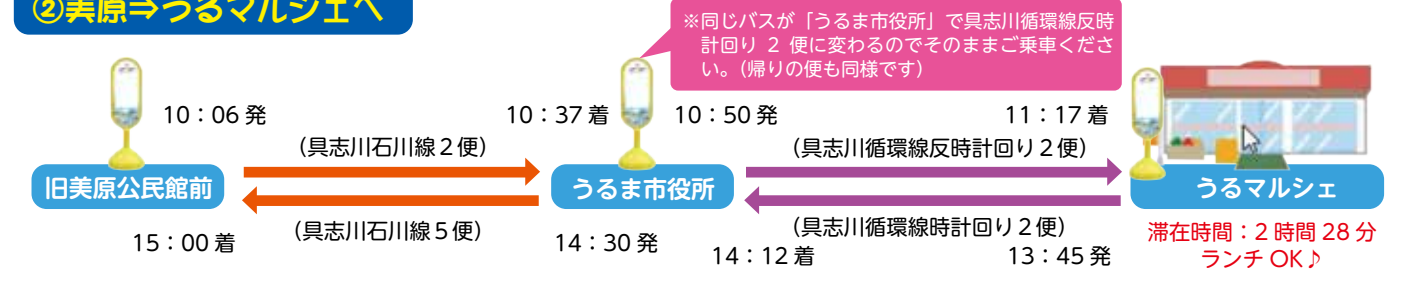 ②美原⇒うるマルシェへ
※同じバスが「うるま市役所」で具志川循環線反時
計回り 2 便に変わるのでそのままご乗車くださ
い。(帰りの便も同様です)
10：06 発
10：37 着
10：50 発
11：17 着
(具志川石川線２便)
(具志川循環線反時計回り２便)
旧美原公民館前
うるま市役所
うるマルシェ
(具志川石川線５便)
(具志川循環線時計回り２便)
15：00 着
14：30 発
14：12 着
13：45 発
滞在時間：2 時間 28 分
ランチ OK♪